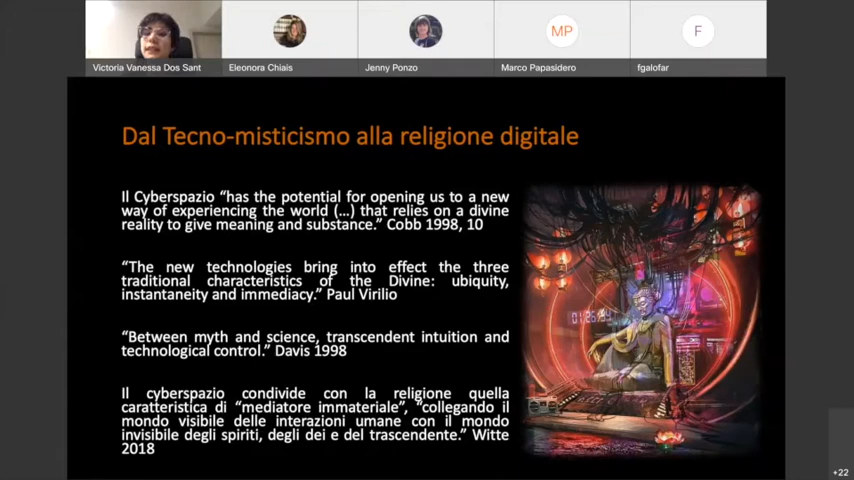 MP
F
Victoria Vanessa Dos Sant
Eleonora Chiais
Jenny Ponzo
Marco Papasidero
fgalofar
Dal Tecno-misticismo alla religione digitale
Il Cyberspazio “has the potential for opening us to a new
way of experiencing the world (…) that relies on a divine
reality to give meaning and substance.” Cobb 1998, 10
“The new technologies bring into effect the three
traditional characteristics of the Divine: ubiquity,
instantaneity and immediacy.” Paul Virilio
“Between myth and science, transcendent intuition and
technological control.” Davis 1998
Il cyberspazio condivide con la religione quella
caratteristica di “mediatore immateriale”, “collegando il
mondo visibile delle interazioni umane con il mondo
invisibile degli spiriti, degli dei e del trascendente.” Witte
2018
+22